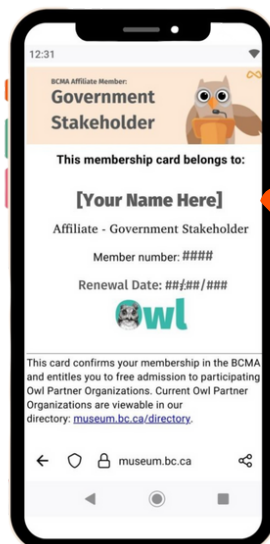 12:31
BCMA Affiliate Member:
Government
Stakeholder
This membership card belongs to:
[Your Name Here]
Affiliate - Government Stakeholder
Member number: ####
Renewal Date: ##/##/###
Owl
This card confirms your membership in the BCMA
and entitles you to free admission to participating
Owl Partner Organizations. Current Owl Partner
Organizations are viewable in our
directory: museum.bc.ca/directory.
museum.bc.ca